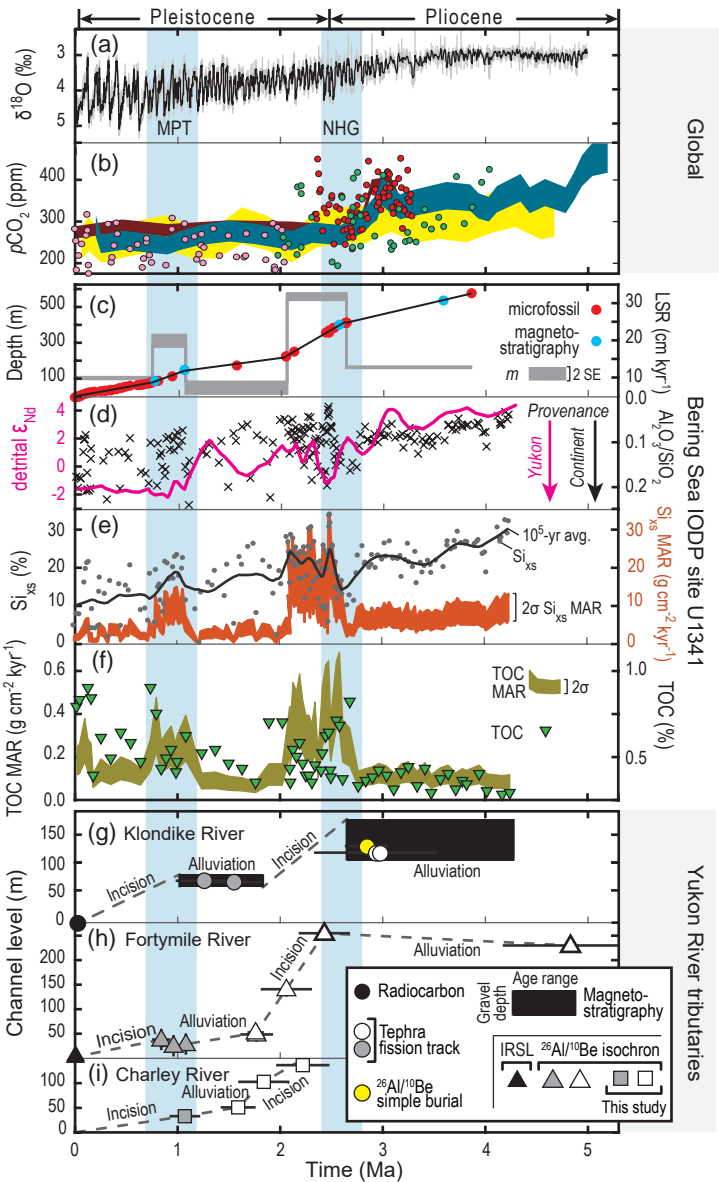 Pleistocene
Pliocene
(a)
δ¹⁸O (‰)
3
4
5
MPT
NHG
Global
(b)
pCO₂ (ppm)
400
300
200
(c)
Depth (m)
500
300
100
microfossil
magneto-
stratigraphy
m
2 SE
LSR (cm kyr⁻¹)
30
20
10
0.0
Bering Sea IODP site U1341
(d)
detrital εNd
4
2
0
-2
Provenance
Yukon
Continent
Al₂O₃/SiO₂
0.1
0.2
(e)
Siₓₛ (%)
30
20
10
0
10⁵-yr avg.
Siₓₛ
2σ Siₓₛ MAR
Siₓₛ MAR (g cm⁻² kyr⁻¹)
30
20
10
0
(f)
TOC MAR (g cm⁻² kyr⁻¹)
0.6
0.4
0.2
0.0
TOC
MAR
2σ
TOC
TOC (%)
1.0
0.5
Yukon River tributaries
Channel level (m)
(g) Klondike River
150
100
50
0
Incision
Alluviation
Incision
Alluviation
(h) Fortymile River
200
150
100
50
Incision
Alluviation
Incision
Alluviation
(i) Charley River
100
50
0
Incision
Alluviation
Incision
Radiocarbon
Tephra
fission track
²⁶Al/¹⁰Be
simple burial
Gravel
depth
Age range
Magneto-
stratigraphy
IRSL ²⁶Al/¹⁰Be isochron
This study
0 1 2 3 4 5
Time (Ma)